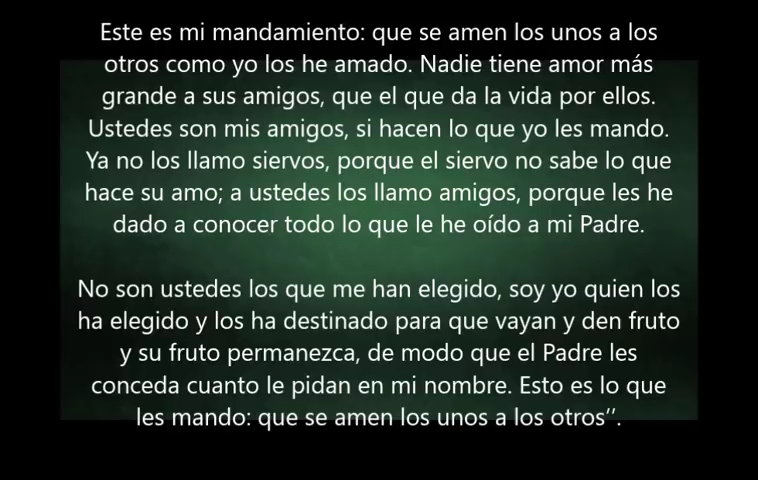 Este es mi mandamiento: que se amen los unos a los
otros como yo los he amado. Nadie tiene amor más
grande a sus amigos, que el que da la vida por ellos.
Ustedes son mis amigos, si hacen lo que yo les mando.
Ya no los llamo siervos, porque el siervo no sabe lo que
hace su amo; a ustedes los llamo amigos, porque les he
dado a conocer todo lo que le he oído a mi Padre.
No son ustedes los que me han elegido, soy yo quien los
ha elegido y los ha destinado para que vayan y den fruto
y su fruto permanezca, de modo que el Padre les
conceda cuanto le pidan en mi nombre. Esto es lo que
les mando: que se amen los unos a los otros’’.